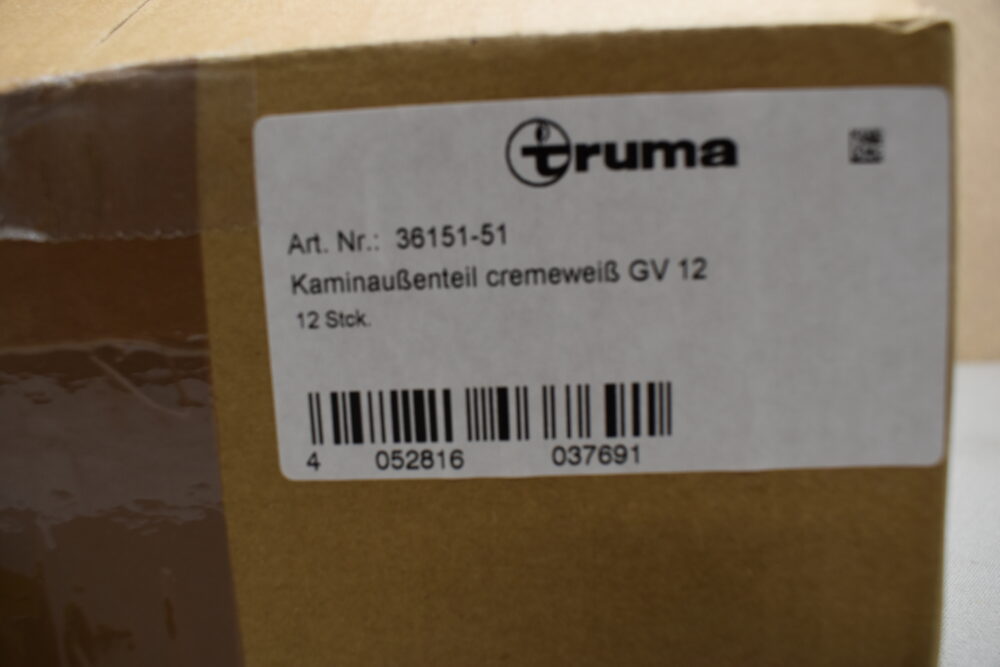 truma
Art. Nr.: 36151-51
Kaminaußenteil cremeweiß GV 12
12 Stck.
4 052816 037691